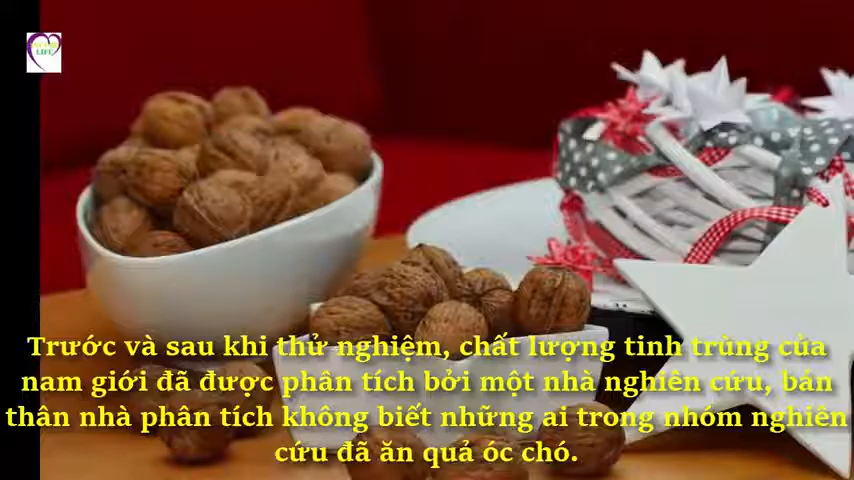 LIFE
Trước và sau khi thử nghiệm, chất lượng tinh trùng của
nam giới đã được phân tích bởi một nhà nghiên cứu, bản
thân nhà phân tích không biết những ai trong nhóm nghiên
cứu đã ăn quả óc chó.